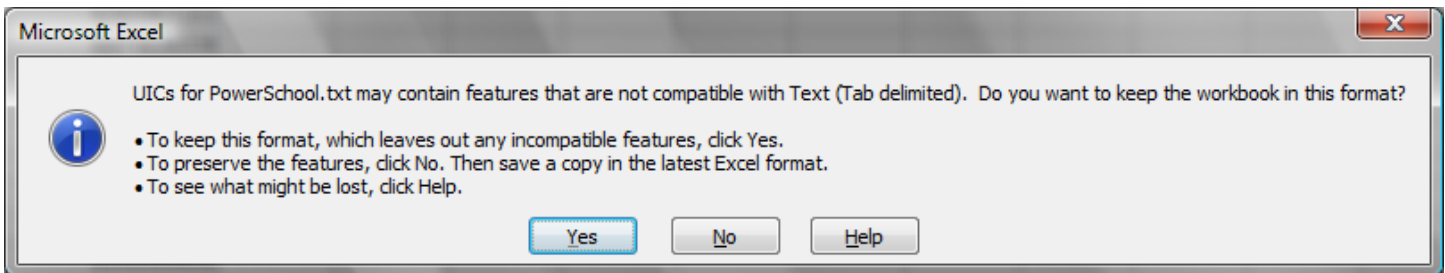 Microsoft Excel
UICs for PowerSchool.txt may contain features that are not compatible with Text (Tab delimited).  Do you want to keep the workbook in this format?
• To keep this format, which leaves out any incompatible features, click Yes.
• To preserve the features, click No. Then save a copy in the latest Excel format.
• To see what might be lost, click Help.
Yes No Help